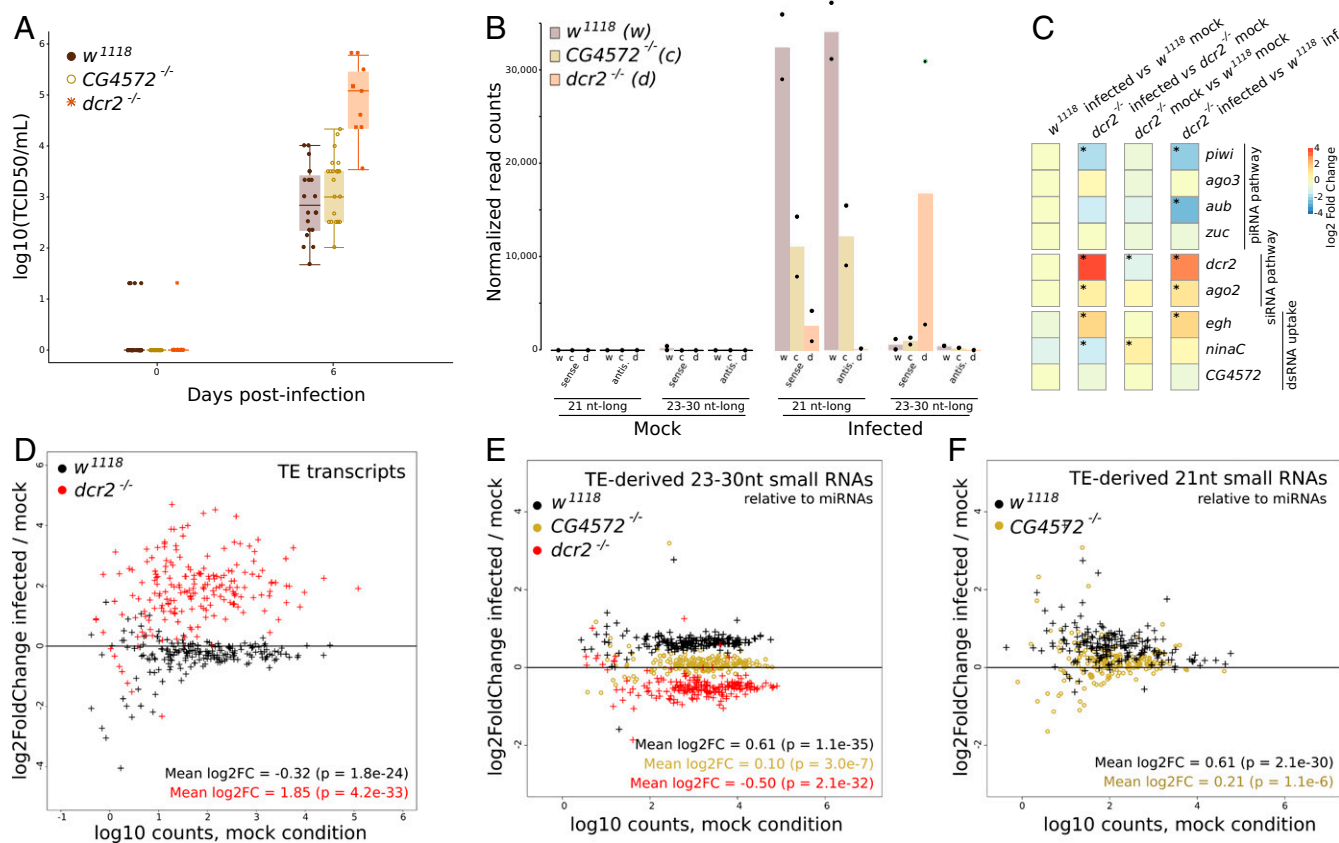 A
w 1118
CG4572 -/-
dcr2 -/-
log10(TCID50/mL)
6
5
4
3
2
1
0
0
6
Days post-infection
B
w 1118 (w)
CG4572 -/- (c)
dcr2 -/- (d)
Normalized read counts
30,000
20,000
10,000
0
w c d
w c d
w c d
w c d
w c d
w c d
w c d
w c d
sense
antis.
sense
antis.
sense
antis.
sense
antis.
21 nt-long
23-30 nt-long
21 nt-long
23-30 nt-long
Mock
Infected
C
w 1118 infected vs w 1118 mock
dcr2 -/- infected vs dcr2 -/- mock
dcr2 -/- mock vs w 1118 mock
dcr2 -/- infected vs w 1118 inf
* * piwi
ago3
* aub
zuc
* * * dcr2
* * ago2
* * egh
* * ninaC
CG4572
piRNA pathway
siRNA pathway
dsRNA uptake
4
2
0
-2
-4
log2 Fold Change
D
w 1118
dcr2 -/-
TE transcripts
log2FoldChange infected / mock
6
4
2
0
-2
-4
Mean log2FC = -0.32 (p = 1.8e-24)
Mean log2FC = 1.85 (p = 4.2e-33)
-1 0 1 2 3 4 5 6
log10 counts, mock condition
E
TE-derived 23-30nt small RNAs
relative to miRNAs
w 1118
CG4572 -/-
dcr2 -/-
log2FoldChange infected / mock
4
2
0
-2
Mean log2FC = 0.61 (p = 1.1e-35)
Mean log2FC = 0.10 (p = 3.0e-7)
Mean log2FC = -0.50 (p = 2.1e-32)
0 2 4 6
log10 counts, mock condition
F
TE-derived 21nt small RNAs
relative to miRNAs
w 1118
CG4572 -/-
log2FoldChange infected / mock
4
2
0
-2
Mean log2FC = 0.61 (p = 2.1e-30)
Mean log2FC = 0.21 (p = 1.1e-6)
0 2 4 6
log10 counts, mock condition